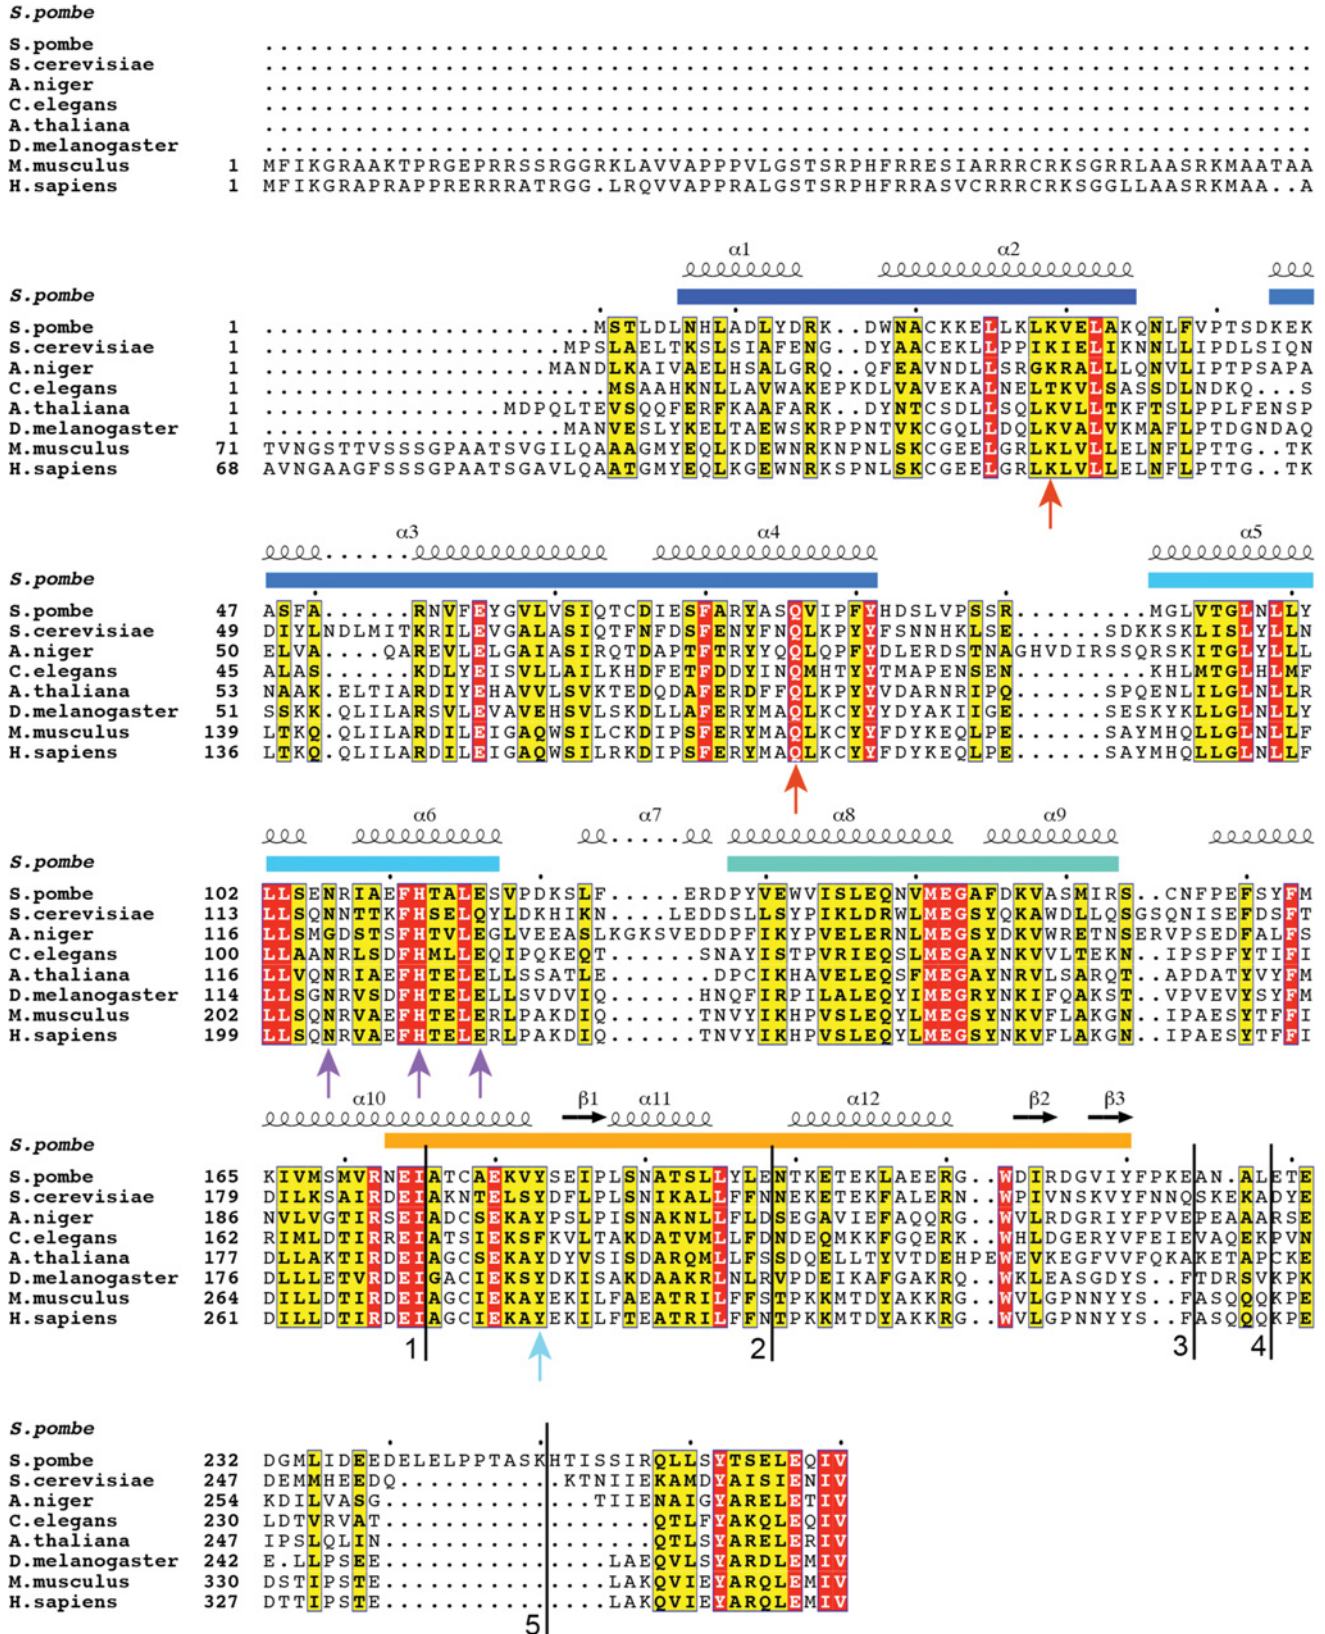 S.pombe
S.pombe ......................................................................
S.cerevisiae ......................................................................
A.niger ......................................................................
C.elegans ......................................................................
A.thaliana ......................................................................
D.melanogaster ......................................................................
M.musculus 1 MFIKGRAAKTPRGEPRRSSRGGRKLAVVAPPPVLGSTSRPHFRRESIARRRCRKSGRRLAASRKMAATAA
H.sapiens 1 MFIKGRAPRAPPRERRRATRGG.LRQVVAPPRALGSTSRPHFRRASVCRRRCRKSGGLLAASRKMAA..A
α1 α2
S.pombe
S.pombe 1 ......................MSTLDLNHLADLYDRK..DWNACKKELLKLKVELAKQNLFVPTSDKEK
S.cerevisiae 1 ....................MPSLAELTKSLSIAFENG..DYAACEKLLPPIKIELIKNNLLIPDLSIQN
A.niger 1 ...................MANDLKAIVAELHSALGRQ..QFEAVNDLLSRGKRALLLQNVLIPTPSAPA
C.elegans 1 .......................MSAAHKNLLAVWAKEPKDLVAVEKALNELTKVLSASSDLNDKQ...S
A.thaliana 1 ................MDPQLTEVSQQFERFKAAFARK..DYNTCSDLLSQLKVLLTKFTSLPPLFENSP
D.melanogaster 1 ....................MANVESLYKELTAEWSKRPPNTVKCGQLLDQLKVALVKMAFLPTDGNDAQ
M.musculus 71 TVNGSTTVSSSGPAATSVGILQAAAGMYEQLKDEWNRKNPNLSKCGEELGRLKLVLLELNFLPTTG..TK
H.sapiens 68 AVNGAAGFSSSGPAATSGAVLQAATGMYEQLKGEWNRKSPNLSKCGEELGRLKLVLLELNFLPTTG..TK
α3 α4 α5
S.pombe
S.pombe 47 ASFA......RNVFEYGVLVSIQTCDIESFARYASQVIPFYHDSLVPSSR.........MGLVTGLNLLY
S.cerevisiae 49 DIYLNDLMITKRILEVGALASIQTFNFDSFENYFNQLKPYYFSNNHKLSE......SDKKSKLISLYLLN
A.niger 50 ELVA....QAREVLELGAIASIRQTDAPTFTRYYQQLQPFYERDSTNAGHVDIRSSQRSKITGLYLLL
C.elegans 45 ALAS......KDLYEISVLLAILKHDFETFDDYINQMHTYYTMAPENSEN.........KHLMTGLHLMF
A.thaliana 53 NAAK.ELTIARDIYEHAVVLSVKTEDQDAFERDFFQLKPYYVDARNRIPQ......SPQENLILGLNLLR
D.melanogaster 51 SSKK.QLILARSVLEVAVEHSVLSKDLLAFERYMAQLKCYYYDYAKIIGE......SESKYKLLGLNLLY
M.musculus 139 LTKQ.QLILARDILEIGAQWSILCKDIPSFERYMAQLKCYYFDYKEQLPE......SAYMHQLLGLNLLF
H.sapiens 136 LTKQ.QLILARDILEIGAQWSILRKDIPSFERYMAQLKCYYFDYKEQLPE......SAYMHQLLGLNLLF
α6 α7 α8 α9
S.pombe
S.pombe 102 LLSENRIAEFHTALESVPDKSLF.....ERDPYVEWVISLEQNVMEGAFDKVASMIRS..CNFPEFSYFM
S.cerevisiae 113 LLSQNNTTKFHSELQYLDKHIKN.....LEDDSLLSYPIKLDRWLMEGSYQKAWDLLQSGSQNISEFDSFT
A.niger 116 LLSMGDSTSFHTVLEGLVEEASLKGKSVEDDPFIKYPVELERNLMEGSYDKVWRETNSERVPSEDFALFS
C.elegans 100 LLAANRLSDFHMLLEQIPQKEQT......SNAYISTPVRIEQSLMEGAYNKVVLTEKN..IPSPFYTIFI
A.thaliana 116 LLVQNRIAEFHTELELLSSATLE......DPCIKHAVELEQSFMEGAYNRVLSARQT..APDATYVYFM
D.melanogaster 114 LLSGNRVSDFHTELELLSVDVIQ......HNQFIRPILALEQYIMEGRYNKIFQAKST..VPVEVYSYFM
M.musculus 202 LLSQNRVAEFHTELERLPAKDIQ......TNVYIKHPVSLEQYLMEGSYNKVFLAKGN..IPAESYTFFI
H.sapiens 199 LLSQNRVAEFHTELERLPAKDIQ......TNVYIKHPVSLEQYLMEGSYNKVFLAKGN..IPAESYTFFI
α10 β1 α11 α12 β2 β3
S.pombe
S.pombe 165 KIVMSMVRNEIATCAEKVYSEIPLSNATSLLYLENTKETEKLAEERG..WDIRDGVIYFPKEAN.ALETE
S.cerevisiae 179 DILKSAIRDEIAKNTELSYDFLPLSNIKALLFFNNEKETEKFALERN..WPIVNSKVYFNNQSKEKADYE
A.niger 186 NVLVGTIRSEIADCSEKAYPSLPISNAKNLLFLDSEGAVIEFAQQRG..WVLRDGRIYFPVEPEAAARSE
C.elegans 162 RIMLDTIRREIATSIEKSFKVLTAKDATVMLLFDNDEQMKKFGQERK..WHLDGERYVFEIEVAQEKPVN
A.thaliana 177 DLLAKTIRDEIAGCSEKAYDYVSISDARQMLLFSSDQELLTYVTDEHPEWEVKEGFVVFQKAKETAPCKE
D.melanogaster 176 DLLLETVRDEIGACIEKSYDKISAKDAAKRLNLRVPDEIKAFGAKRQ..WKLEASGDYS..FTDRSVKPK
M.musculus 264 DILLDTIRDEIAGCIEKAYEKILFAEATRILFFSTPKKMTDYAKKRG..WVLGPNNYYS..FASQQQKPE
H.sapiens 261 DILLDTIRDEIAGCIEKAYEKILFTEATRILFFNTPKKMTDYAKKRG..WVLGPNNYYS..FASQQQKPE
1 2 3 4
S.pombe
S.pombe 232 DGMLIDEEDELELPPTASKHTISSIRQLLSYTSELEQIV
S.cerevisiae 247 DEMMHEEDQ...........KTNIIEKAMDYAISIENIV
A.niger 254 KDILVASG..............TIIENAIGYARELETIV
C.elegans 230 LDTVRVAT..................QTLFYAKQLEQIV
A.thaliana 247 IPSLQLIN..................QTLSYARELERIV
D.melanogaster 242 E.LLPSEE...............LAEQVLSYARDLEMIV
M.musculus 330 DSTIPSTE...............LAKQVIEYARQLEMIV
H.sapiens 327 DTTIPSTE...............LAKQVIEYARQLEMIV
5